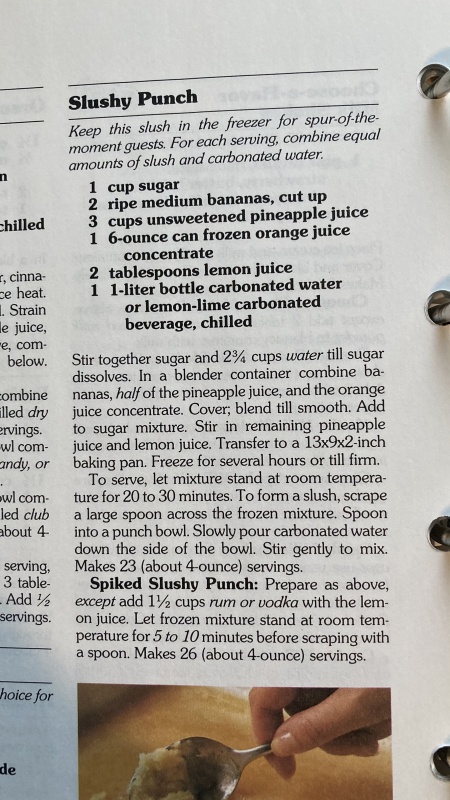 n
chilled
r, cinna-
ce heat.
l. Strain
le juice,
e, com-
below.
combine
illed dry
ervings.
owl com-
andy, or
owl com-
led club
about 4-
serving,
3 table-
. Add ½
servings.
hoice for
de
Slushy Punch
Keep this slush in the freezer for spur-of-the-
moment guests. For each serving, combine equal
amounts of slush and carbonated water.
1 cup sugar
2 ripe medium bananas, cut up
3 cups unsweetened pineapple juice
1 6-ounce can frozen orange juice
concentrate
2 tablespoons lemon juice
1 1-liter bottle carbonated water
or lemon-lime carbonated
beverage, chilled
Stir together sugar and 2¾ cups water till sugar
dissolves. In a blender container combine ba-
nanas, half of the pineapple juice, and the orange
juice concentrate. Cover; blend till smooth. Add
to sugar mixture. Stir in remaining pineapple
juice and lemon juice. Transfer to a 13x9x2-inch
baking pan. Freeze for several hours or till firm.
To serve, let mixture stand at room tempera-
ture for 20 to 30 minutes. To form a slush, scrape
a large spoon across the frozen mixture. Spoon
into a punch bowl. Slowly pour carbonated water
down the side of the bowl. Stir gently to mix.
Makes 23 (about 4-ounce) servings.
Spiked Slushy Punch: Prepare as above,
except add 1½ cups rum or vodka with the lem-
on juice. Let frozen mixture stand at room tem-
perature for 5 to 10 minutes before scraping with
a spoon. Makes 26 (about 4-ounce) servings.